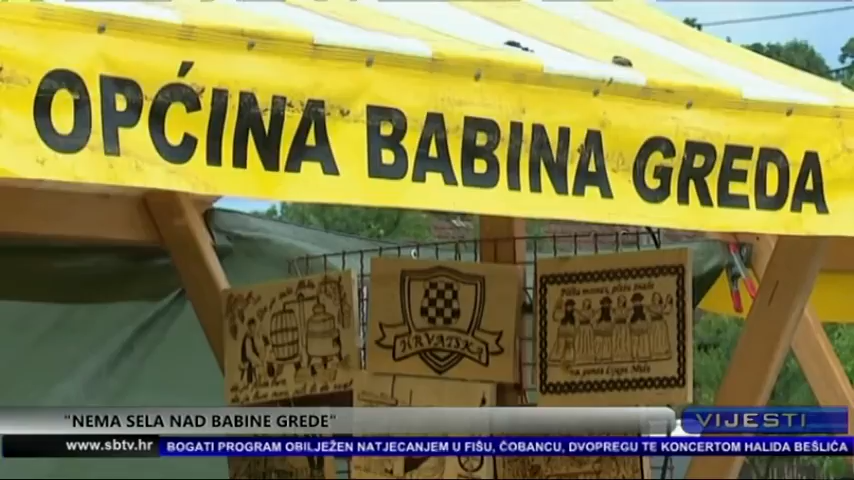 OPĆINA BABINA GREDA
HRVATSKA
"NEMA SELA NAD BABINE GREDE"
VIJESTI
www.sbtv.hr
BOGATI PROGRAM OBILJEŽEN NATJECANJEM U FIŠU, ČOBANCU, DVOPREGU TE KONCERTOM HALIDA BEŠLIĆA